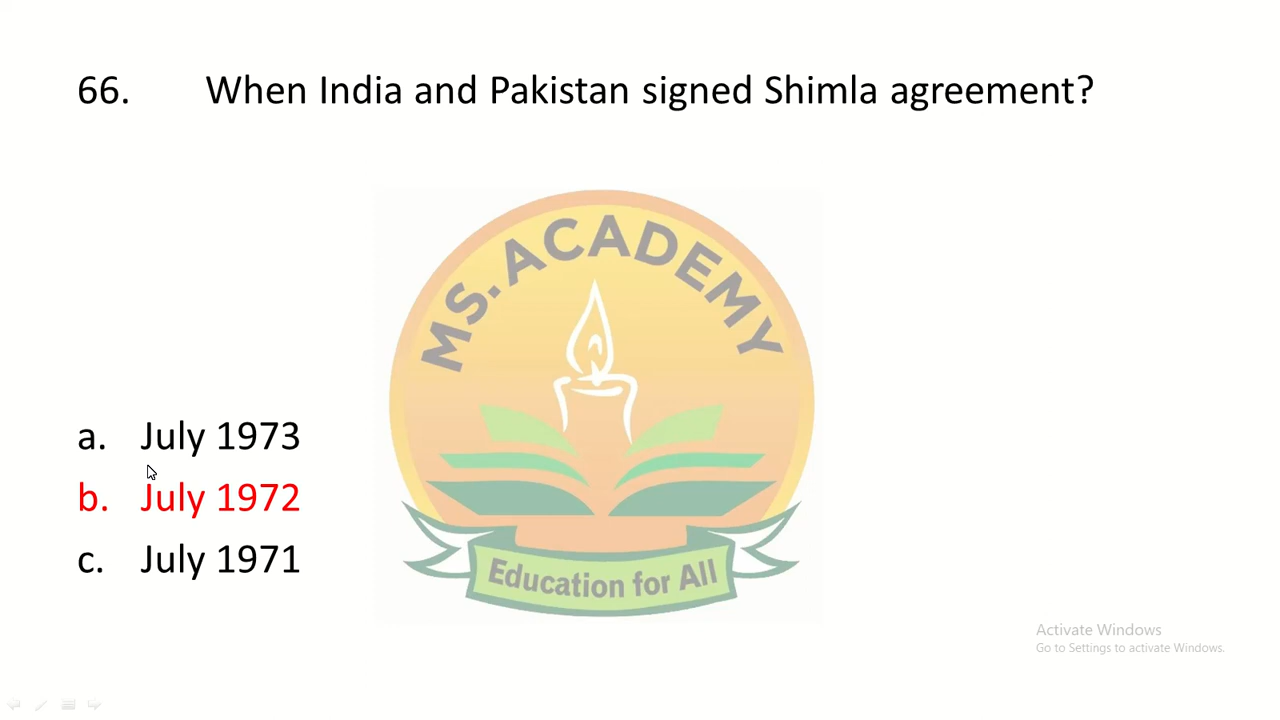 66. When India and Pakistan signed Shimla agreement?
MS. ACADEMY
a. July 1973
b. July 1972
c. July 1971
Education for All
Activate Windows
Go to Settings to activate Windows.